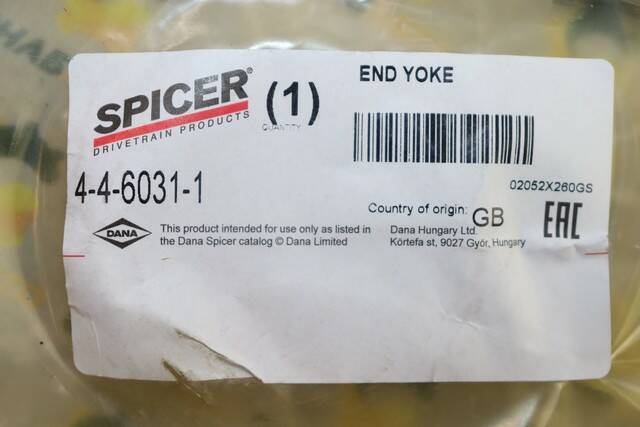 SPICER®
DRIVETRAIN PRODUCTS
(1)
QUANTITY
END YOKE
4-4-6031-1
02052X260GS
Country of origin: GB
EAC
DANA
This product intended for use only as listed in
the Dana Spicer catalog © Dana Limited
Dana Hungary Ltd.
Körtefa st, 9027 Győr, Hungary